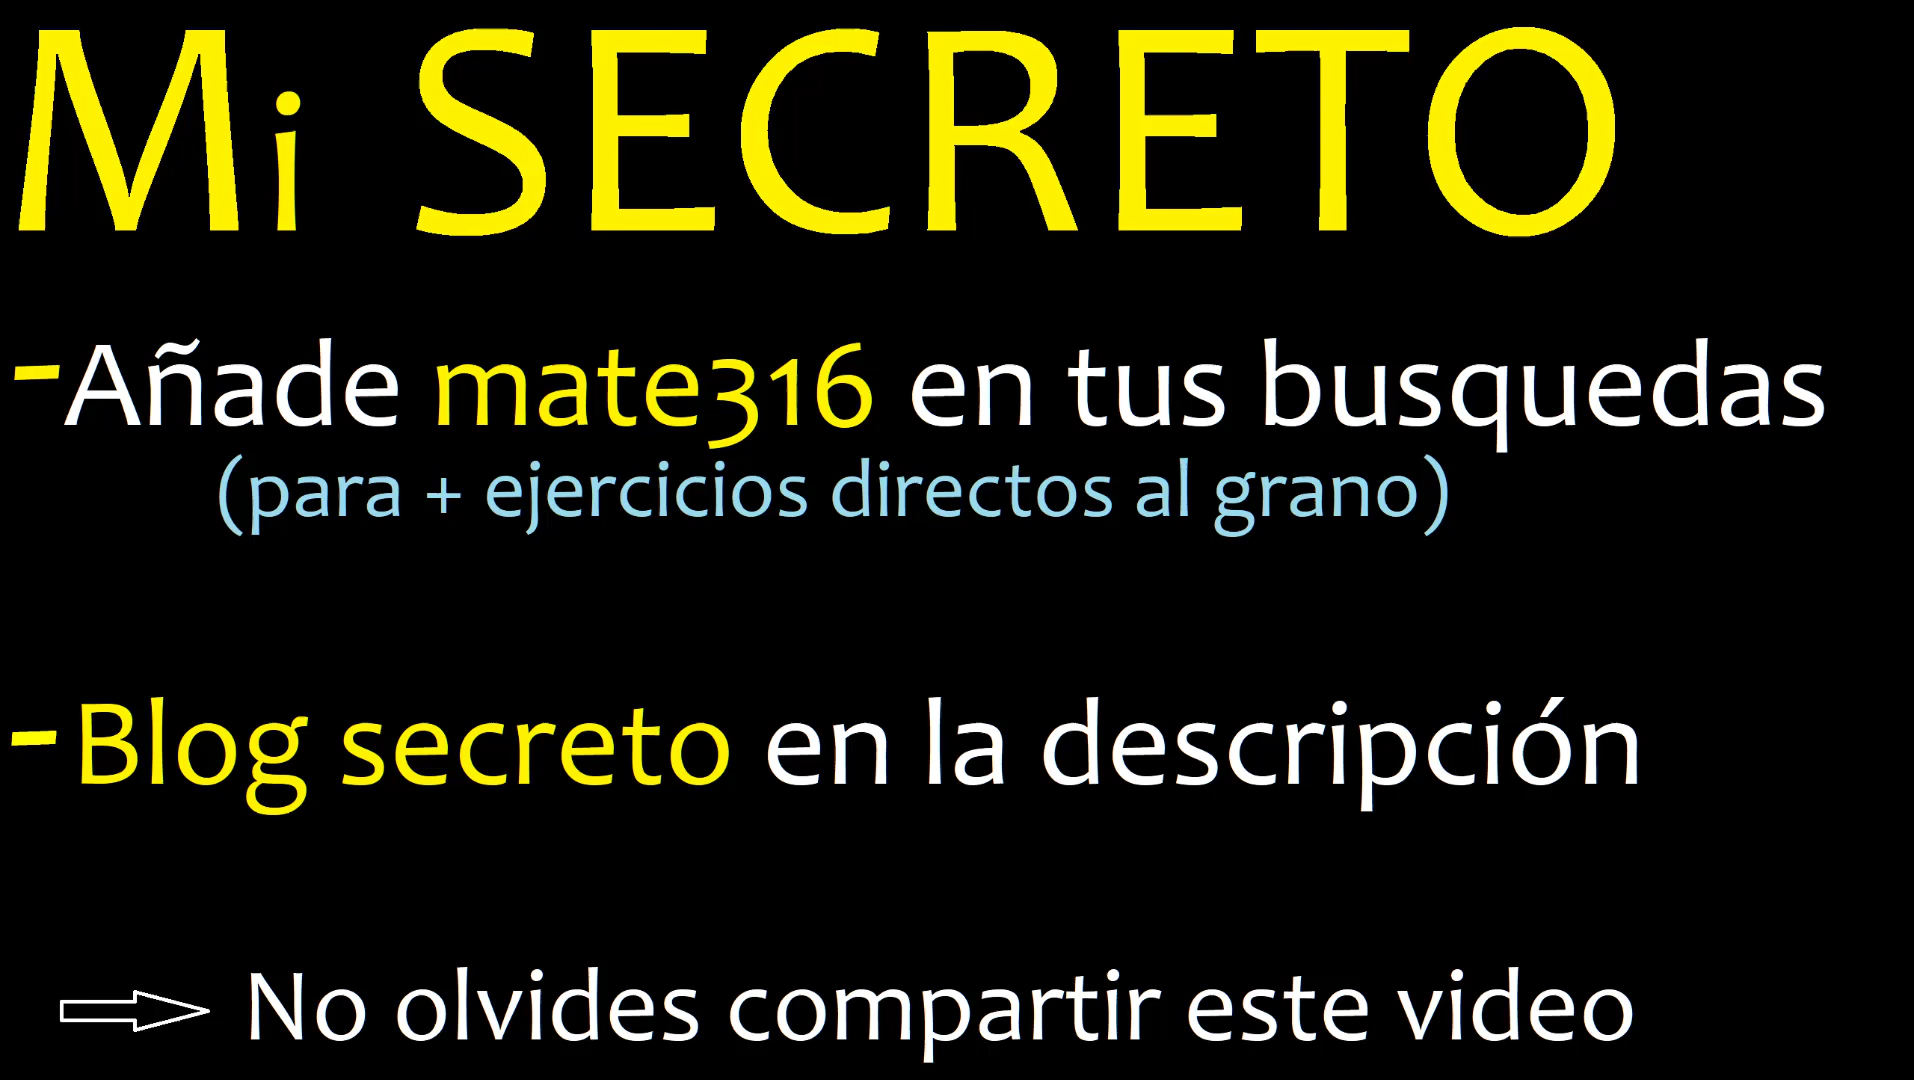 Mi SECRETO
-Añade mate316 en tus busquedas
(para + ejercicios directos al grano)
-Blog secreto en la descripción
No olvides compartir este video